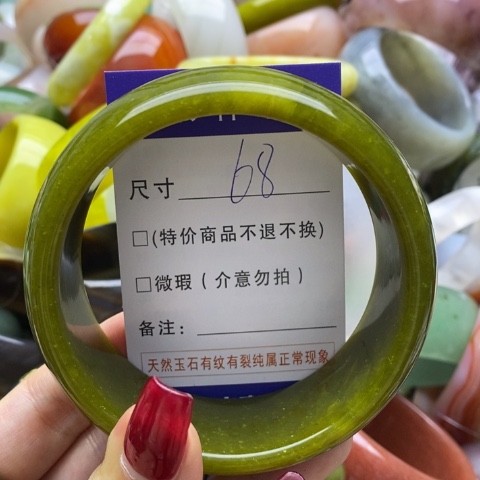 尺寸 68
□(特价商品不退不换)
□微瑕(介意勿拍)
备注:
天然玉石有纹有裂纯属正常现象